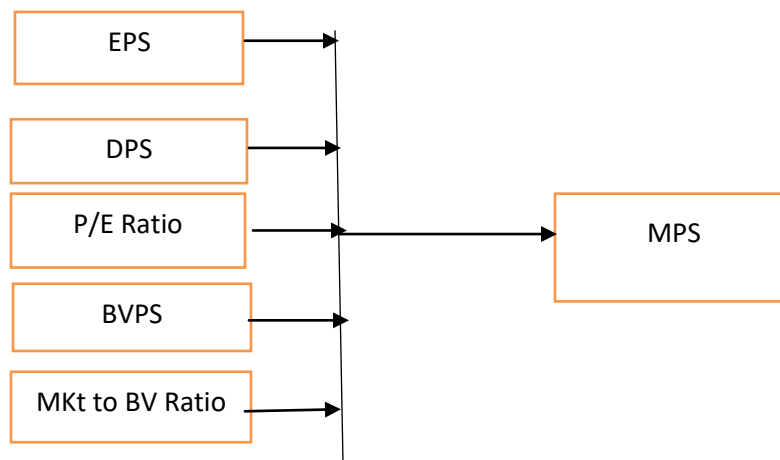 EPS
DPS
P/E Ratio
BVPS
MKt to BV Ratio
MPS